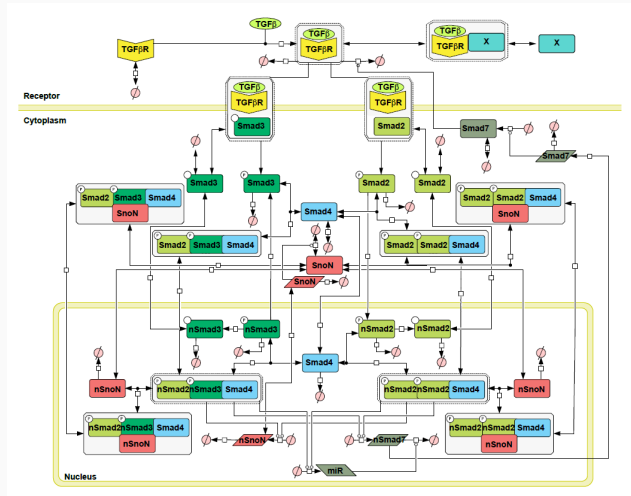 TGFβ
TGFβ
TGFβR
TGFβ
TGFβR
X
X
TGFβR
Receptor
Cytoplasm
TGFβ
TGFβR
Smad3
TGFβ
TGFβR
Smad2
Smad7
Smad7
P
P
Smad3
Smad3
Smad2
Smad2
P
P
Smad2
Smad3
Smad4
SnoN
P
P
Smad2
Smad2
Smad4
SnoN
Smad4
P
P
Smad2
Smad3
Smad4
P
P
Smad2
Smad2
Smad4
SnoN
SnoN
P
P
nSmad3
nSmad3
nSmad2
nSmad2
Smad4
nSnoN
P
P
nSmad2
nSmad3
Smad4
P
P
nSmad2
nSmad2
Smad4
nSnoN
P
P
nSmad2
nSmad3
Smad4
nSnoN
nSnoN
nSmad7
P
P
nSmad2
nSmad2
Smad4
nSnoN
miR
Nucleus